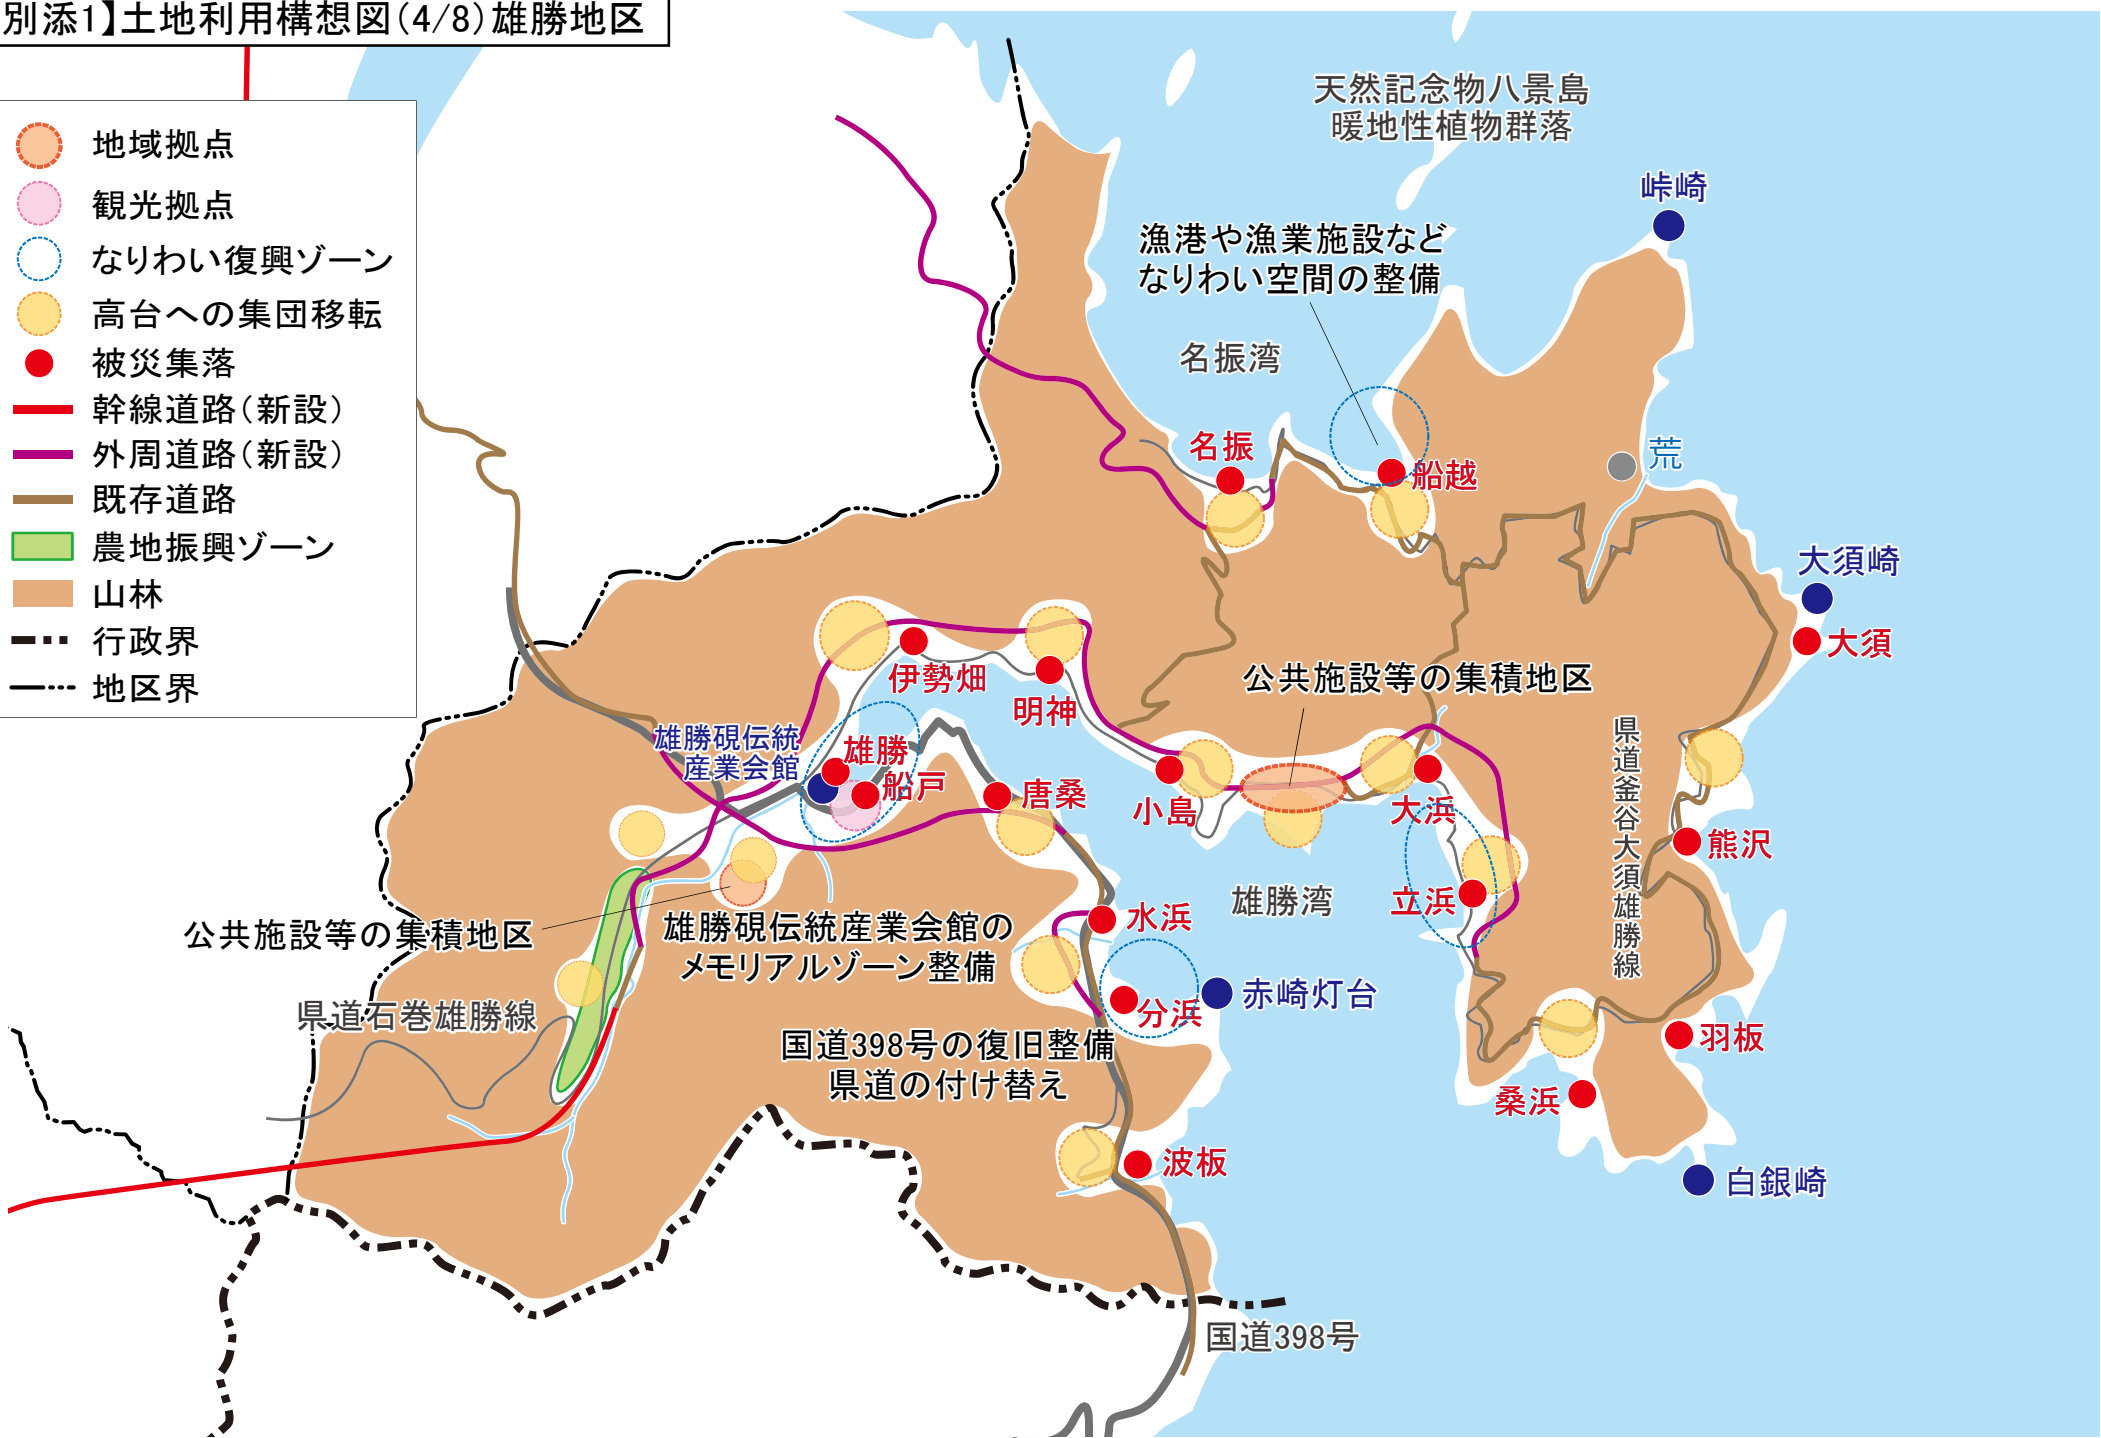 別添1】土地利用構想図(4/8)雄勝地区
地域拠点
観光拠点
なりわい復興ゾーン
高台への集団移転
被災集落
幹線道路(新設)
外周道路(新設)
既存道路
農地振興ゾーン
山林
行政界
地区界
天然記念物八景島
暖地性植物群落
峠崎
漁港や漁業施設など
なりわい空間の整備
名振湾
名振
船越
荒
大須崎
大須
伊勢畑
明神
公共施設等の集積地区
雄勝硯伝統
産業会館
雄勝
船戸
唐桑
小島
大浜
県道釜谷大須雄勝線
熊沢
立浜
雄勝湾
公共施設等の集積地区
雄勝硯伝統産業会館の
メモリアルゾーン整備
水浜
赤崎灯台
分浜
県道石巻雄勝線
国道398号の復旧整備
県道の付け替え
羽板
桑浜
波板
白銀崎
国道398号